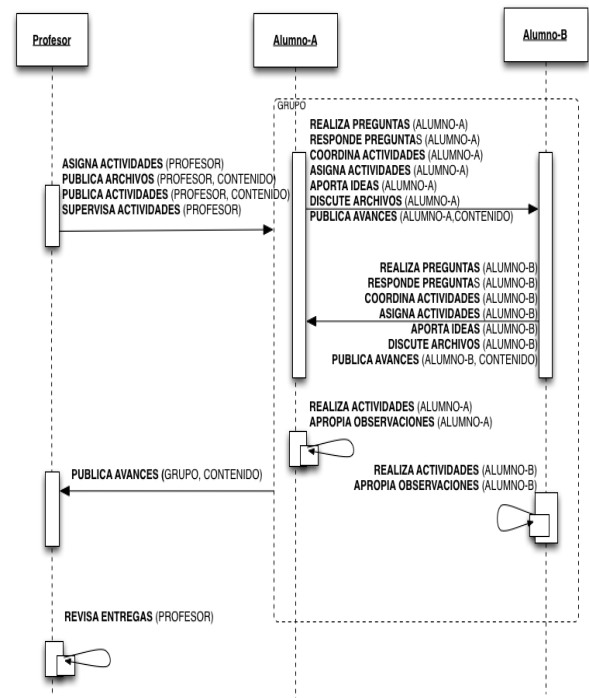 Profesor
Alumno-A
Alumno-B
GRUPO
REALIZA PREGUNTAS (ALUMNO-A)
RESPONDE PREGUNTAS (ALUMNO-A)
COORDINA ACTIVIDADES (ALUMNO-A)
ASIGNA ACTIVIDADES (ALUMNO-A)
APORTA IDEAS (ALUMNO-A)
DISCUTE ARCHIVOS (ALUMNO-A)
PUBLICA AVANCES (ALUMNO-A,CONTENIDO)
ASIGNA ACTIVIDADES (PROFESOR)
PUBLICA ARCHIVOS (PROFESOR, CONTENIDO)
PUBLICA ACTIVIDADES (PROFESOR, CONTENIDO)
SUPERVISA ACTIVIDADES (PROFESOR)
REALIZA PREGUNTAS (ALUMNO-B)
RESPONDE PREGUNTAS (ALUMNO-B)
COORDINA ACTIVIDADES (ALUMNO-B)
ASIGNA ACTIVIDADES (ALUMNO-B)
APORTA IDEAS (ALUMNO-B)
DISCUTE ARCHIVOS (ALUMNO-B)
PUBLICA AVANCES (ALUMNO-B, CONTENIDO)
REALIZA ACTIVIDADES (ALUMNO-A)
APROPIA OBSERVACIONES (ALUMNO-A)
REALIZA ACTIVIDADES (ALUMNO-B)
APROPIA OBSERVACIONES (ALUMNO-B)
PUBLICA AVANCES (GRUPO, CONTENIDO)
REVISA ENTREGAS (PROFESOR)